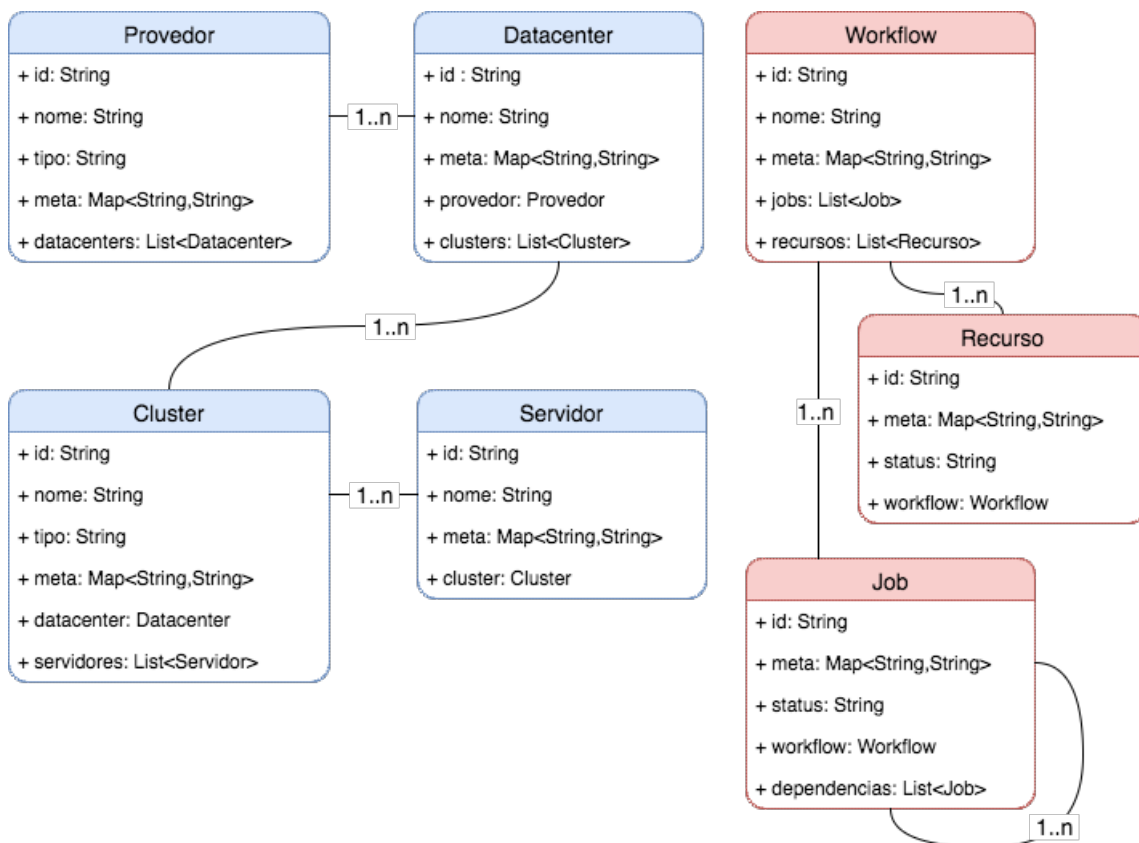 Provedor
+ id: String
+ nome: String
+ tipo: String
+ meta: Map<String,String>
+ datacenters: List<Datacenter>
1..n
Datacenter
+ id : String
+ nome: String
+ meta: Map<String,String>
+ provedor: Provedor
+ clusters: List<Cluster>
1..n
Cluster
+ id: String
+ nome: String
+ tipo: String
+ meta: Map<String,String>
+ datacenter: Datacenter
+ servidores: List<Servidor>
1..n
Servidor
+ id: String
+ nome: String
+ meta: Map<String,String>
+ cluster: Cluster
Workflow
+ id: String
+ nome: String
+ meta: Map<String,String>
+ jobs: List<Job>
+ recursos: List<Recurso>
1..n
Recurso
+ id: String
+ meta: Map<String,String>
+ status: String
+ workflow: Workflow
1..n
Job
+ id: String
+ meta: Map<String,String>
+ status: String
+ workflow: Workflow
+ dependencias: List<Job>
1..n